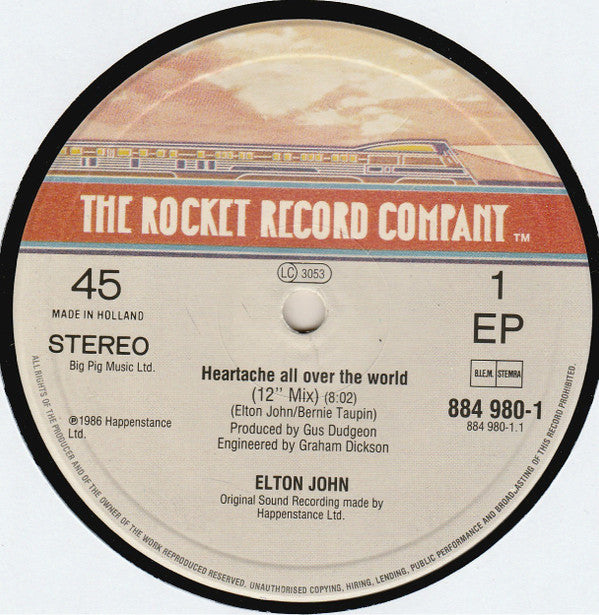 THE ROCKET RECORD COMPANY TM
45
MADE IN HOLLAND
STEREO
Big Pig Music Ltd.
℗1986 Happenstance
Ltd.
LC 3053
1
EP
B.I.E.M. STEMRA
884 980-1
884 980-1.1
Heartache all over the world
(12" Mix) (8:02)
(Elton John/Bernie Taupin)
Produced by Gus Dudgeon
Engineered by Graham Dickson
ELTON JOHN
Original Sound Recording made by
Happenstance Ltd.
ALL RIGHTS OF THE PRODUCER AND OF THE OWNER OF THE WORK REPRODUCED RESERVED. UNAUTHORISED COPYING, HIRING, LENDING, PUBLIC PERFORMANCE AND BROADCASTING OF THIS RECORD PROHIBITED.